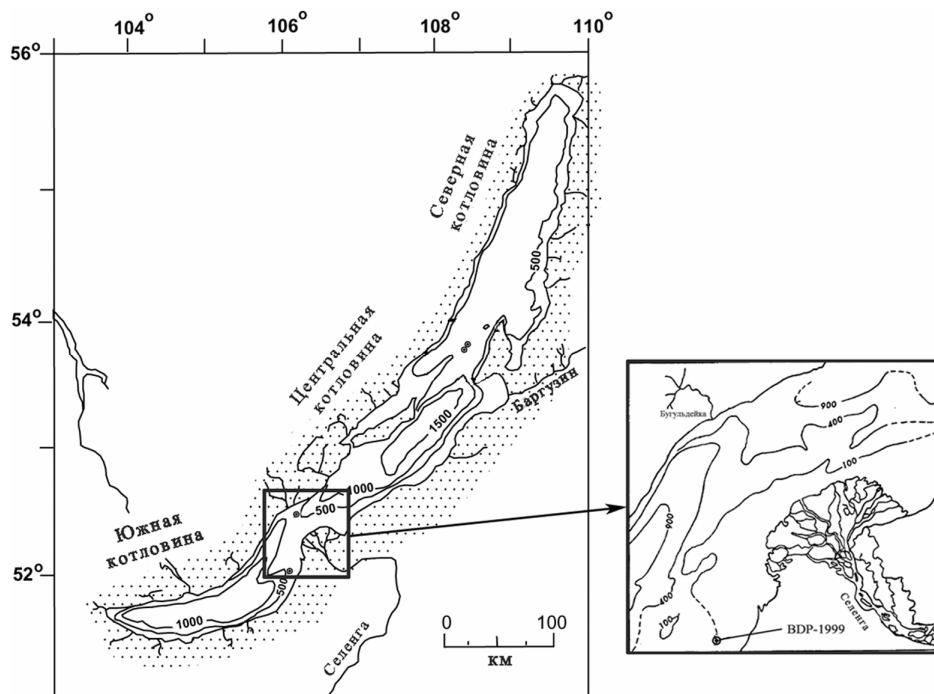 104° 106° 108° 110°
56°
Северная
котловина
500
54°
Центральная
котловина
Баргузин
1500
1000
500
Южная
котловина
52°
500
1000
Селенга
0 100
км
Бугульдейка
900
400
100
900
400
100
Селенга
BDP-1999